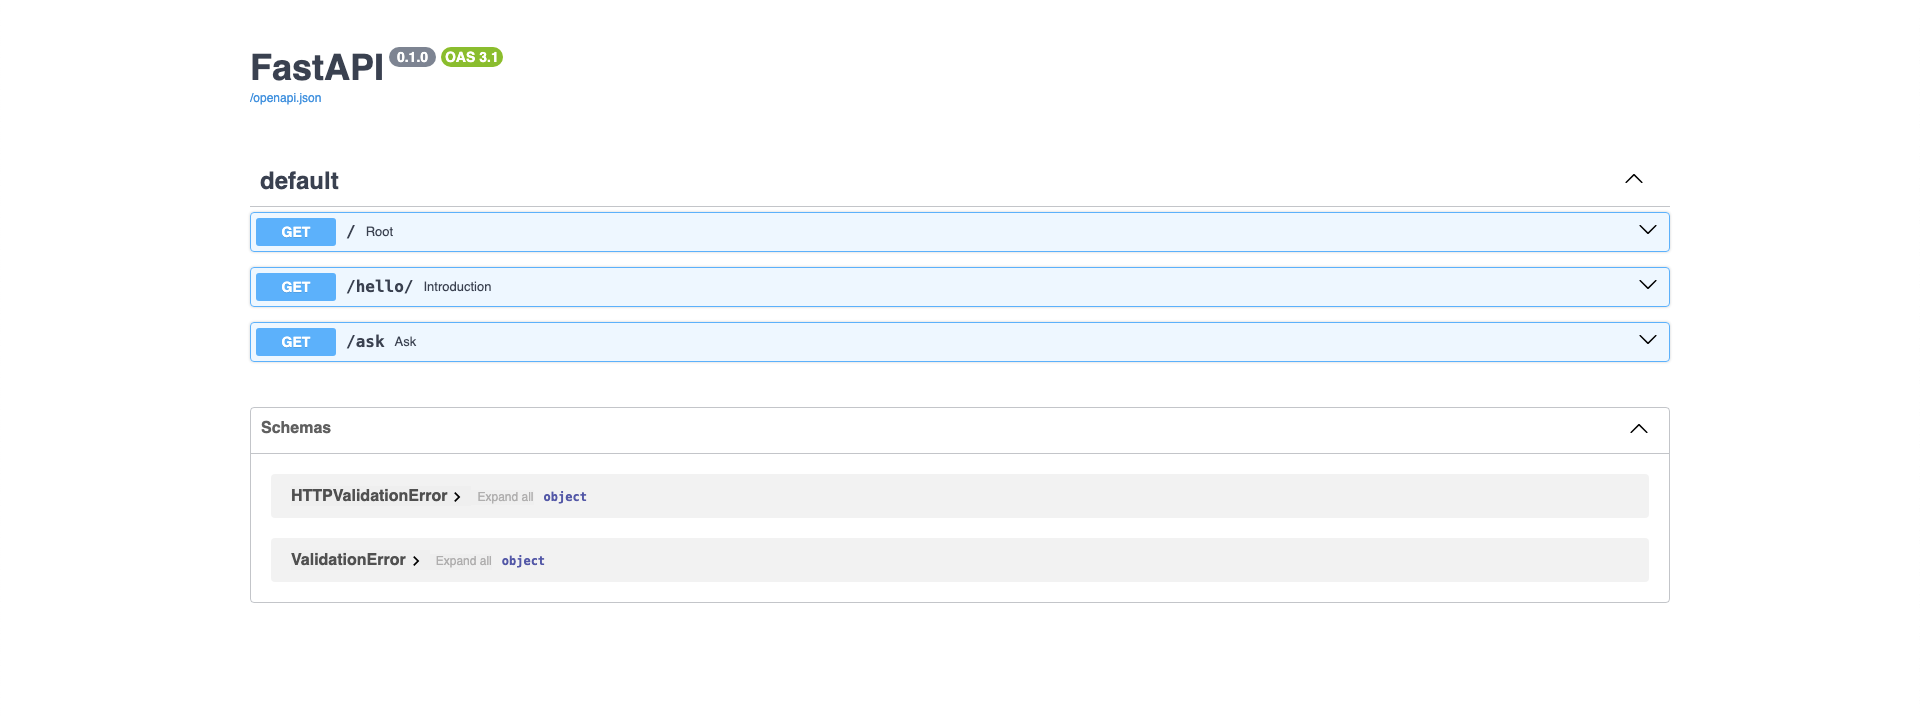 FastAPI 0.1.0 OAS 3.1
/openapi.json
default
GET / Root
GET /hello/ Introduction
GET /ask Ask
Schemas
HTTPValidationError Expand all object
ValidationError Expand all object